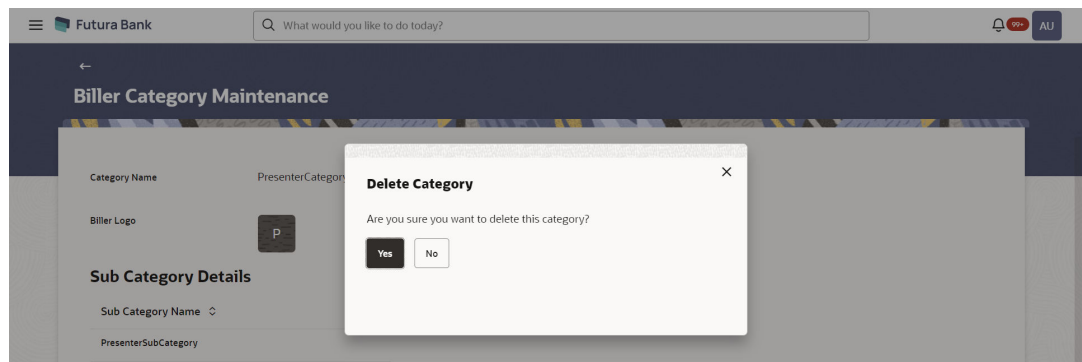 Futura Bank
What would you like to do today?
99+
AU
Biller Category Maintenance
Category Name
PresenterCategory
Biller Logo
P
Sub Category Details
Sub Category Name
PresenterSubCategory
Delete Category
Are you sure you want to delete this category?
Yes
No